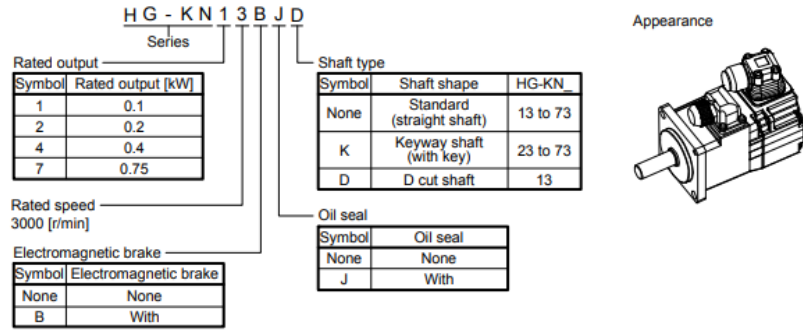 HG-KN13BJD
Series
Appearance
Rated output
Symbol Rated output [kW]
1 0.1
2 0.2
4 0.4
7 0.75
Shaft type
Symbol Shaft shape HG-KN_
None Standard (straight shaft) 13 to 73
K Keyway shaft (with key) 23 to 73
D D cut shaft 13
Rated speed
3000 [r/min]
Oil seal
Symbol Oil seal
None None
J With
Electromagnetic brake
Symbol Electromagnetic brake
None None
B With